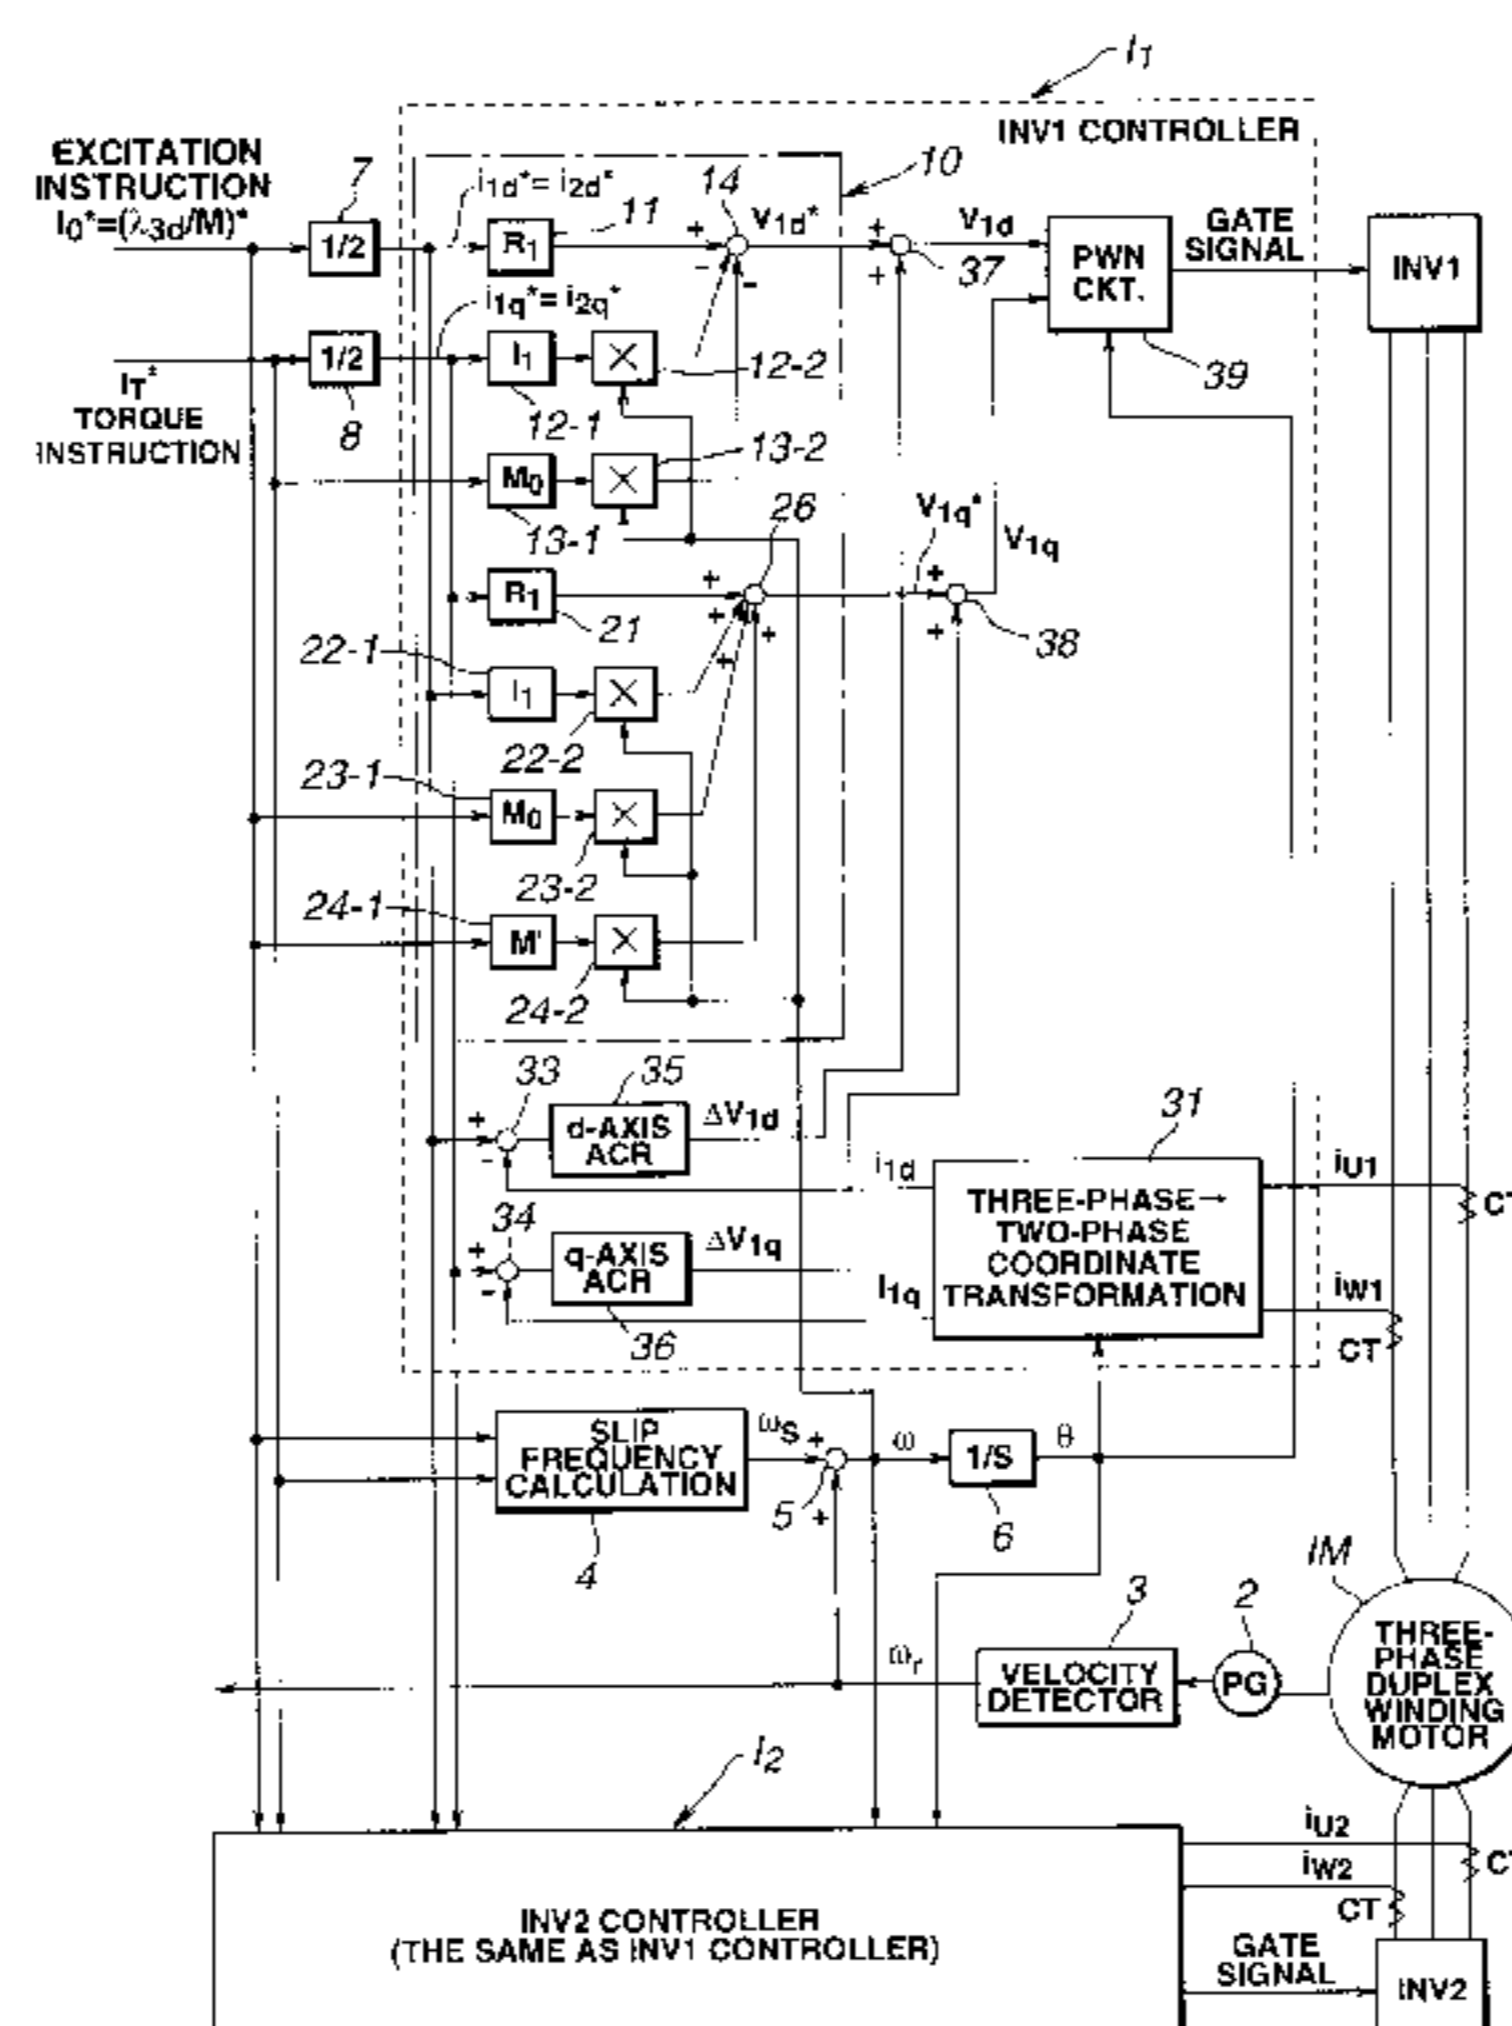 I1
INV1 CONTROLLER
EXCITATION
INSTRUCTION
I0*=(λ3d/M)*
7
1/2
i1d*= i2d*
R1
11
14
V1d*
10
V1d
37
PWN
CKT.
39
GATE
SIGNAL
INV1
i1q*= i2q*
IT*
TORQUE
INSTRUCTION
1/2
8
I1
12-1
12-2
M0
13-1
13-2
26
V1q*
V1q
38
R1
21
22-1
I1
22-2
23-1
M0
23-2
24-1
M'
24-2
33
35
d-AXIS
ACR
ΔV1d
31
i1d
THREE-PHASE→
TWO-PHASE
COORDINATE
TRANSFORMATION
iU1
CT
34
q-AXIS
ACR
ΔV1q
I1q
36
iW1
CT
SLIP
FREQUENCY
CALCULATION
4
ωS
5
ω
1/S
6
θ
IM
THREE-
PHASE
DUPLEX
WINDING
MOTOR
2
PG
3
VELOCITY
DETECTOR
ωr
I2
INV2 CONTROLLER
(THE SAME AS INV1 CONTROLLER)
iU2
iW2
CT
CT
GATE
SIGNAL
INV2